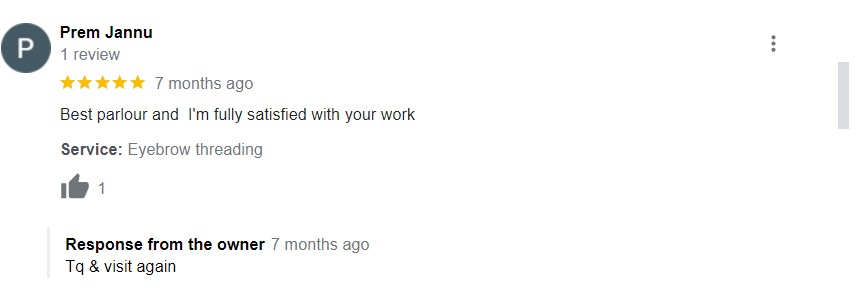 P
Prem Jannu
1 review
7 months ago
Best parlour and  I'm fully satisfied with your work
Service: Eyebrow threading
1
Response from the owner 7 months ago
Tq & visit again